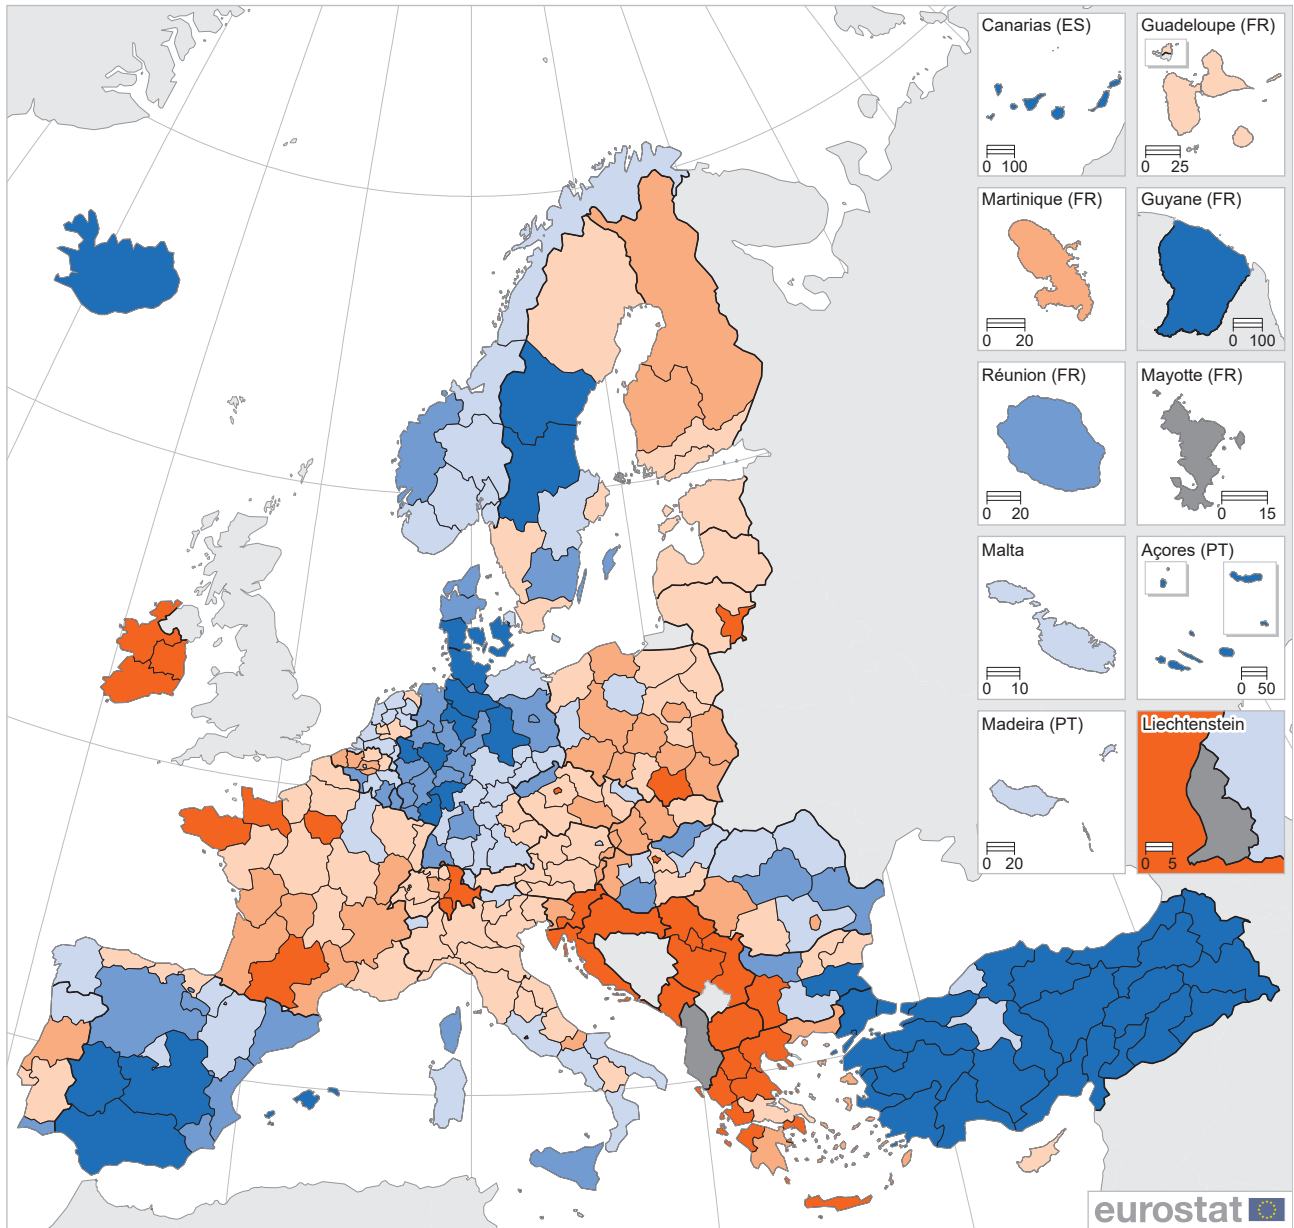 Canarias (ES)
0 100
Guadeloupe (FR)
0 25
Martinique (FR)
0 20
Guyane (FR)
0 100
Réunion (FR)
0 20
Mayotte (FR)
0 15
Malta
0 10
Açores (PT)
0 50
Madeira (PT)
0 20
Liechtenstein
0 5
eurostat